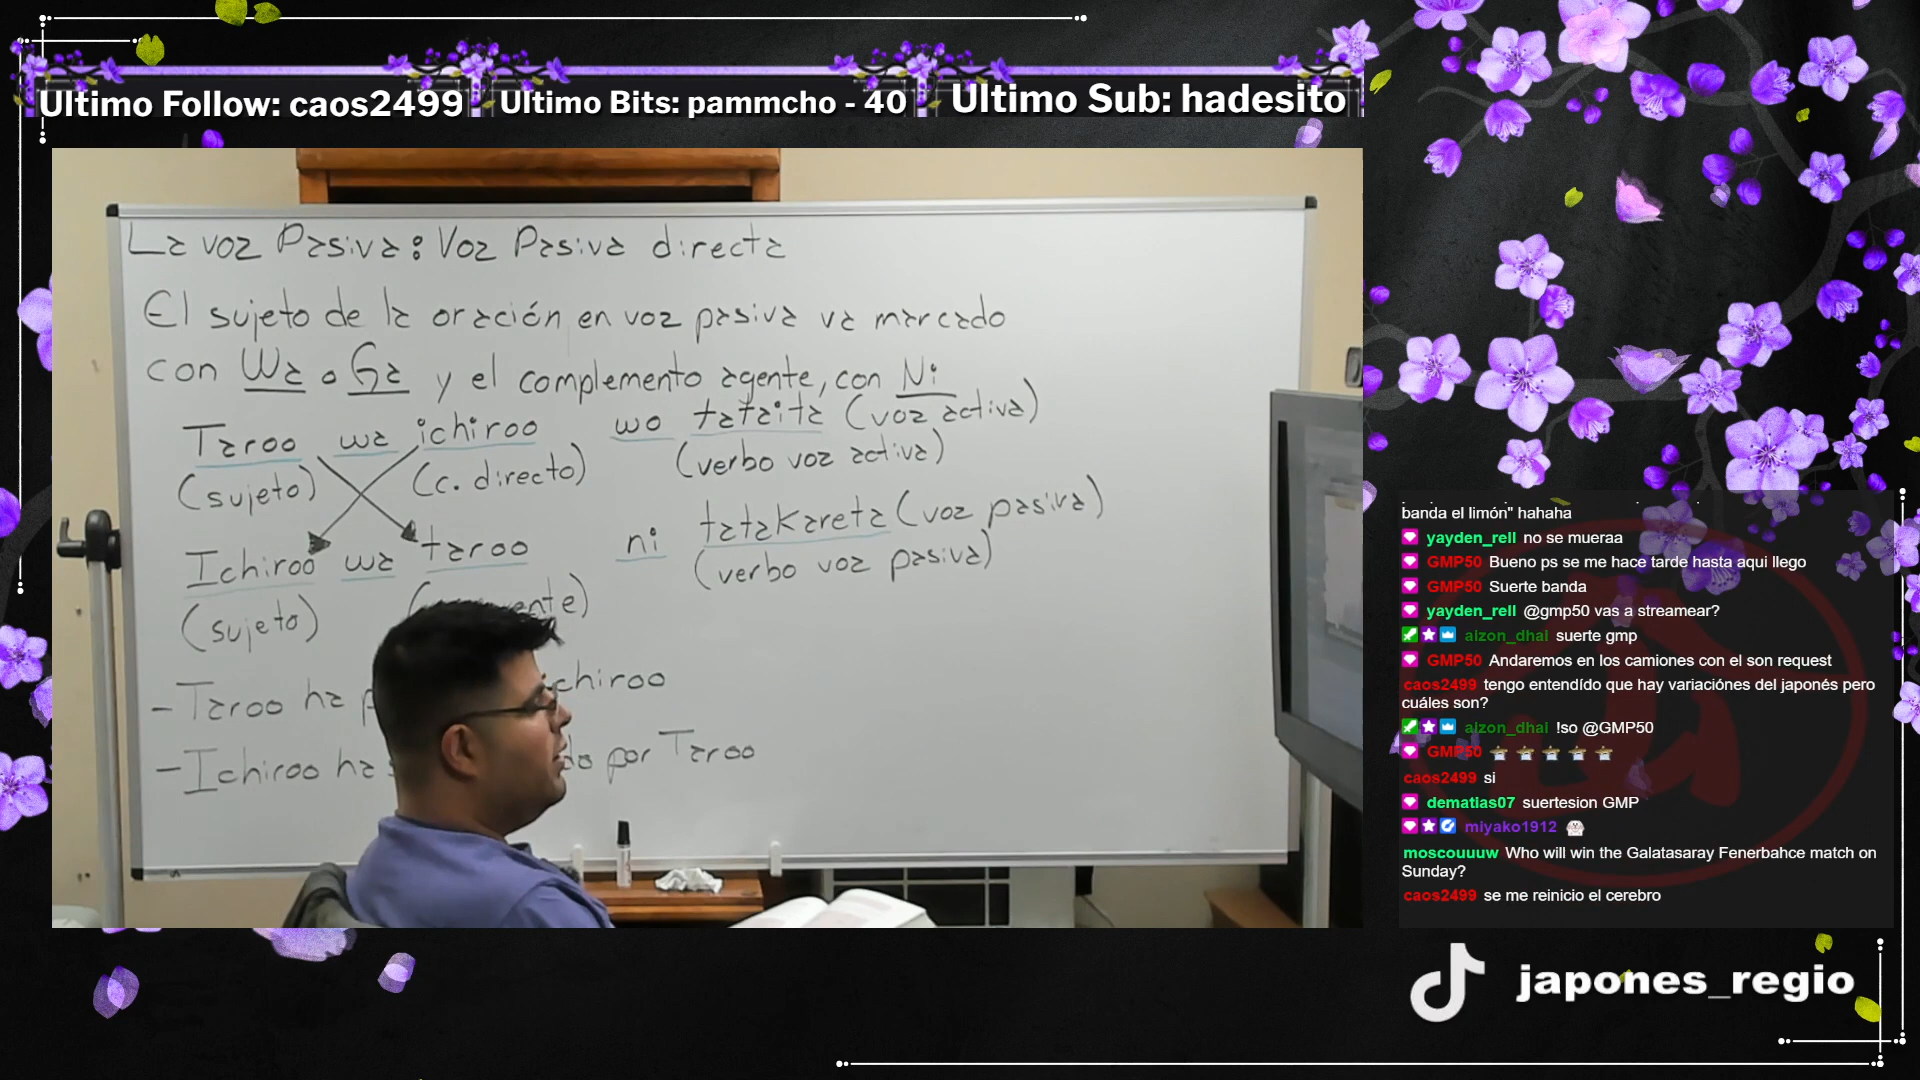 Ultimo Follow: caos2499
Ultimo Bits: pammcho - 40
Ultimo Sub: hadesito
La voz Pasiva: Voz Pasiva directa
El sujeto de la oración en voz pasiva va marcado
con Wa o Ga y el complemento agente, con Ni
Taroo wa ichiroo wo tataita (voz activa)
(sujeto) (c. directo) (verbo voz activa)
Ichiroo wa taroo ni tatakareta (voz pasiva)
(sujeto) (verbo voz pasiva)
- Taroo ha
- Ichiroo ha por Taroo
banda el limón" hahaha
yayden_rell no se mueraa
GMP50 Bueno ps se me hace tarde hasta aqui llego
GMP50 Suerte banda
yayden_rell @gmp50 vas a streamear?
aizon_dhal suerte gmp
GMP50 Andaremos en los camiones con el son request
caos2499 tengo entendído que hay variaciónes del japonés pero
cuáles son?
aizon_dhal !so @GMP50
GMP50
caos2499 si
dematias07 suertesion GMP
miyako1912
moscouuuw Who will win the Galatasaray Fenerbahce match on
Sunday?
caos2499 se me reinicio el cerebro
japones_regio